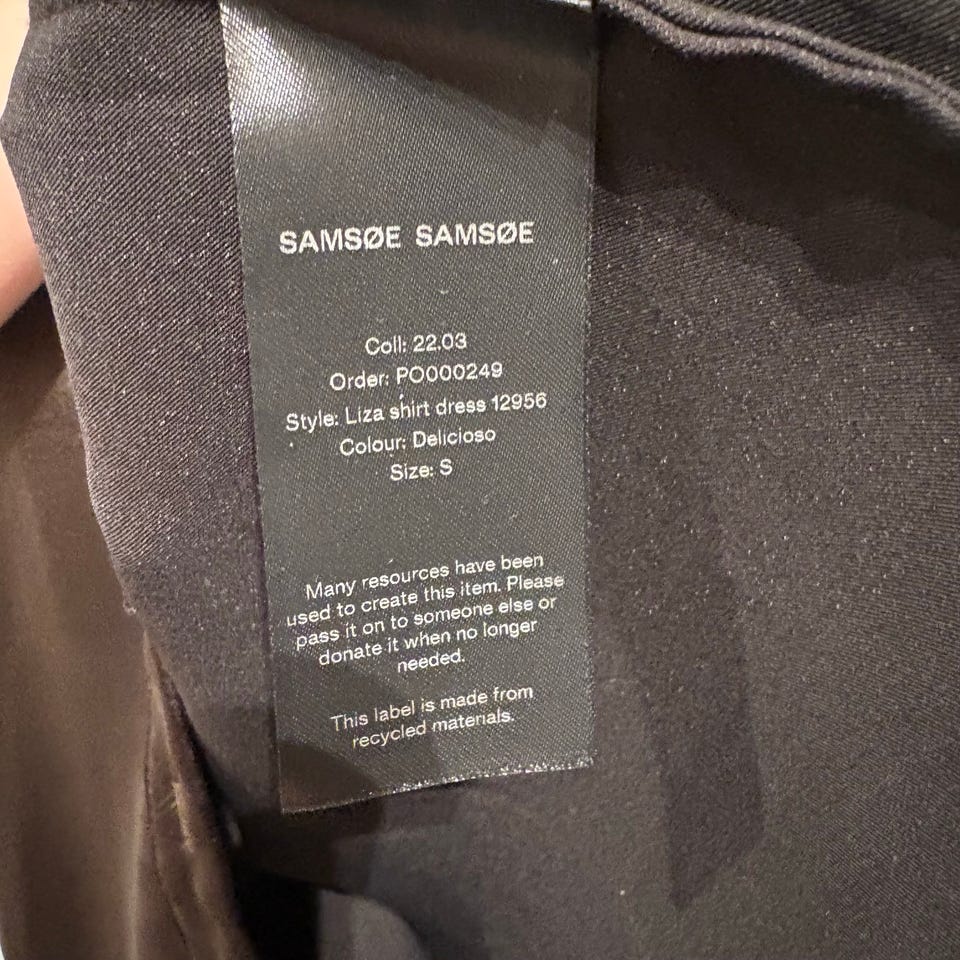 SAMSØE SAMSØE
Coll: 22.03
Order: PO000249
Style: Liza shirt dress 12956
Colour: Delicioso
Size: S
Many resources have been
used to create this item. Please
pass it on to someone else or
donate it when no longer
needed.
This label is made from
recycled materials.